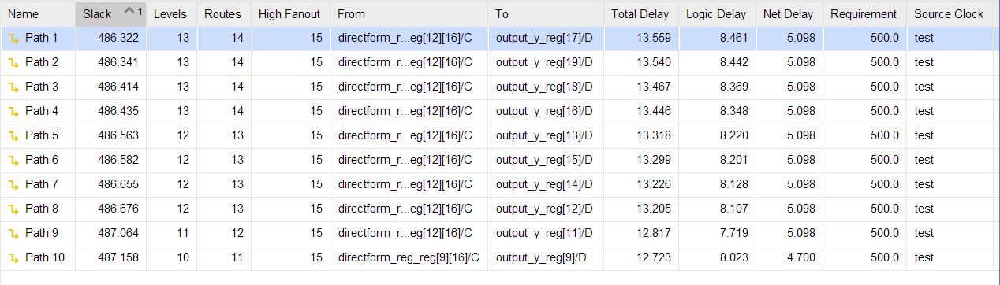 Name Slack 1 Levels Routes High Fanout From To Total Delay Logic Delay Net Delay Requirement Source Clock
Path 1 486.322 13 14 15 directform_r...eg[12][16]/C output_y_reg[17]/D 13.559 8.461 5.098 500.0 test
Path 2 486.341 13 14 15 directform_r...eg[12][16]/C output_y_reg[19]/D 13.540 8.442 5.098 500.0 test
Path 3 486.414 13 14 15 directform_r...eg[12][16]/C output_y_reg[18]/D 13.467 8.369 5.098 500.0 test
Path 4 486.435 13 14 15 directform_r...eg[12][16]/C output_y_reg[16]/D 13.446 8.348 5.098 500.0 test
Path 5 486.563 12 13 15 directform_r...eg[12][16]/C output_y_reg[13]/D 13.318 8.220 5.098 500.0 test
Path 6 486.582 12 13 15 directform_r...eg[12][16]/C output_y_reg[15]/D 13.299 8.201 5.098 500.0 test
Path 7 486.655 12 13 15 directform_r...eg[12][16]/C output_y_reg[14]/D 13.226 8.128 5.098 500.0 test
Path 8 486.676 12 13 15 directform_r...eg[12][16]/C output_y_reg[12]/D 13.205 8.107 5.098 500.0 test
Path 9 487.064 11 12 15 directform_r...eg[12][16]/C output_y_reg[11]/D 12.817 7.719 5.098 500.0 test
Path 10 487.158 10 11 15 directform_reg_reg[9][16]/C output_y_reg[9]/D 12.723 8.023 4.700 500.0 test